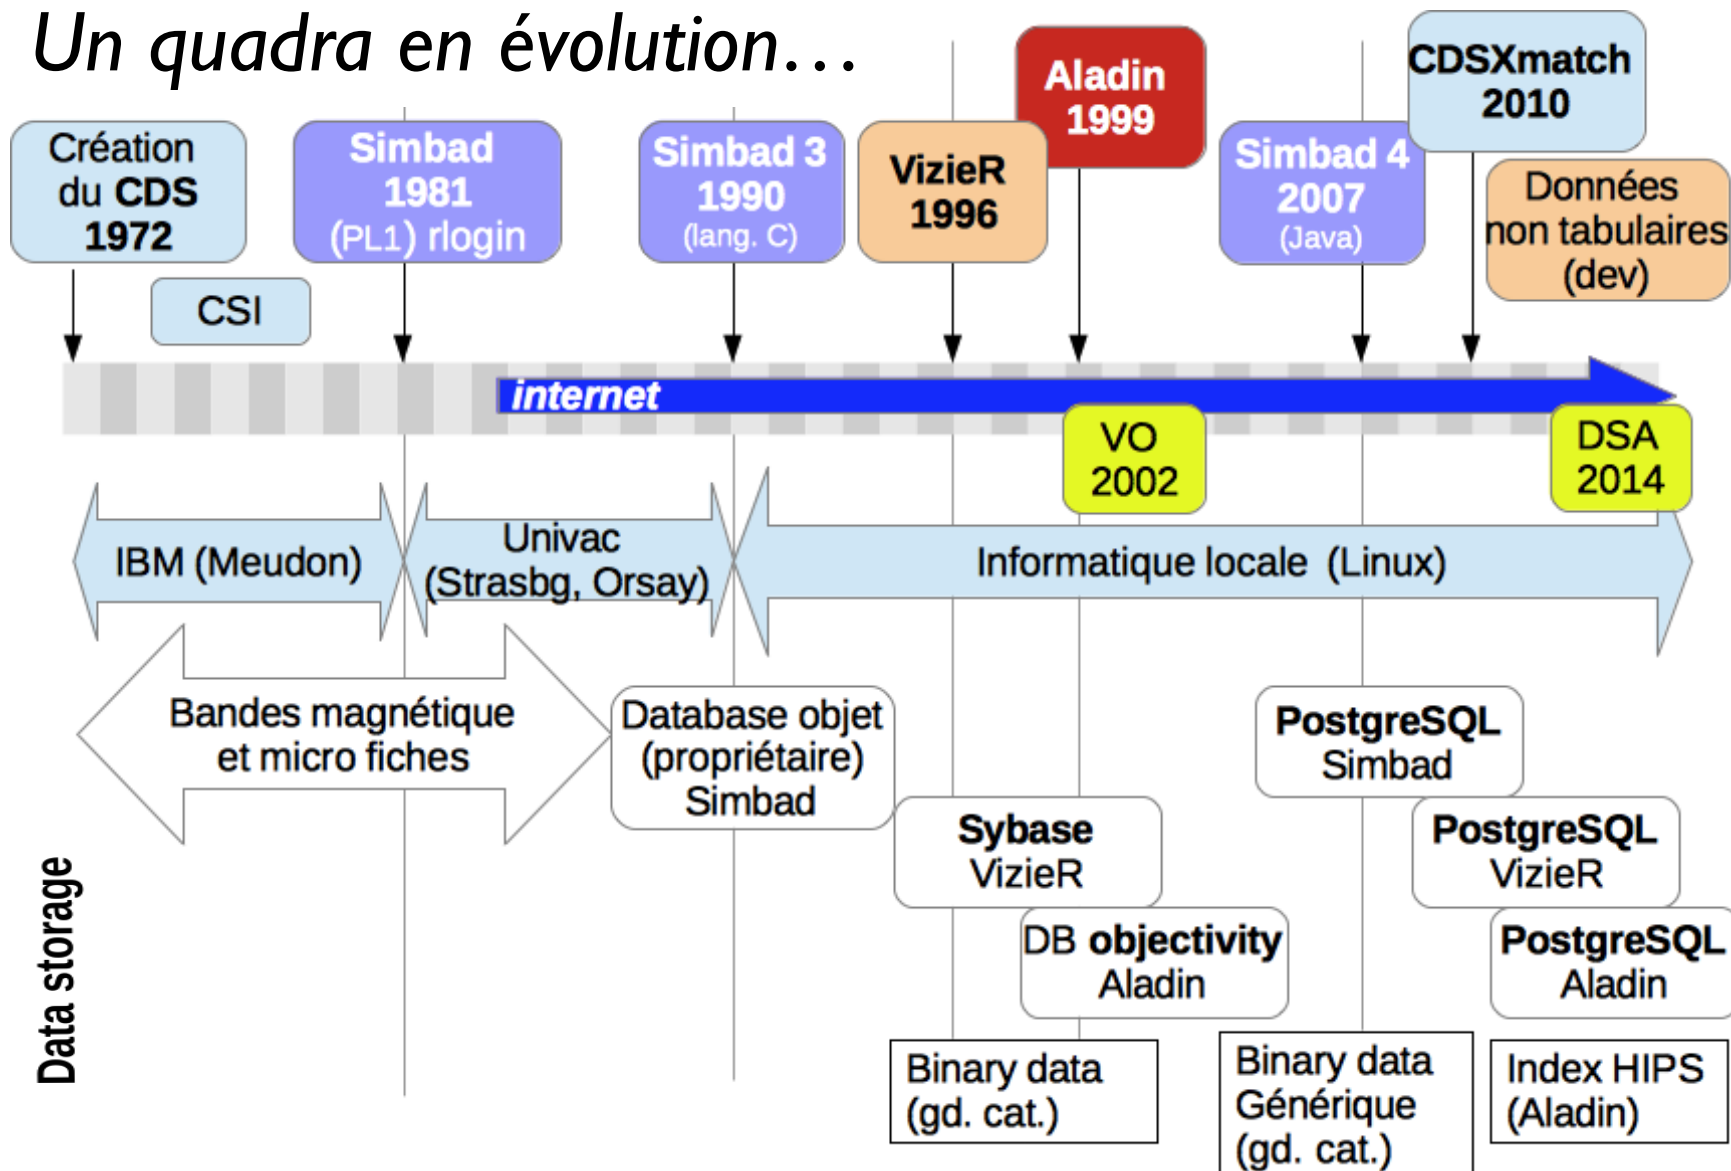 Un quadra en évolution...
Création
du CDS
1972
CSI
Simbad
1981
(PL1) rlogin
Simbad 3
1990
(lang. C)
VizieR
1996
Aladin
1999
Simbad 4
2007
(Java)
CDSXmatch
2010
Données
non tabulaires
(dev)
internet
VO
2002
DSA
2014
IBM (Meudon)
Univac
(Strasbg, Orsay)
Informatique locale (Linux)
Bandes magnétique
et micro fiches
Database objet
(propriétaire)
Simbad
Sybase
VizieR
DB objectivity
Aladin
PostgreSQL
Simbad
PostgreSQL
VizieR
PostgreSQL
Aladin
Data storage
Binary data
(gd. cat.)
Binary data
Générique
(gd. cat.)
Index HIPS
(Aladin)